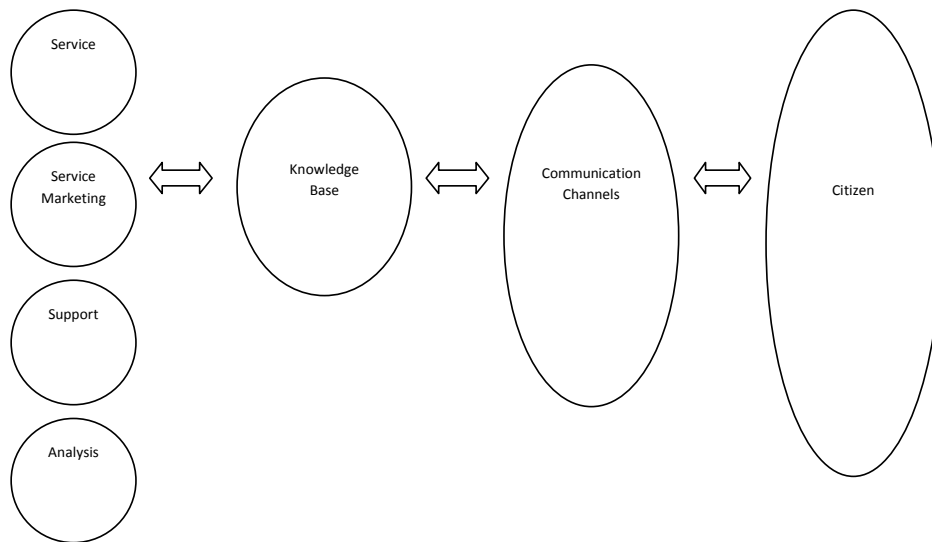 Service
Service
Marketing
Support
Analysis
Knowledge
Base
Communication
Channels
Citizen